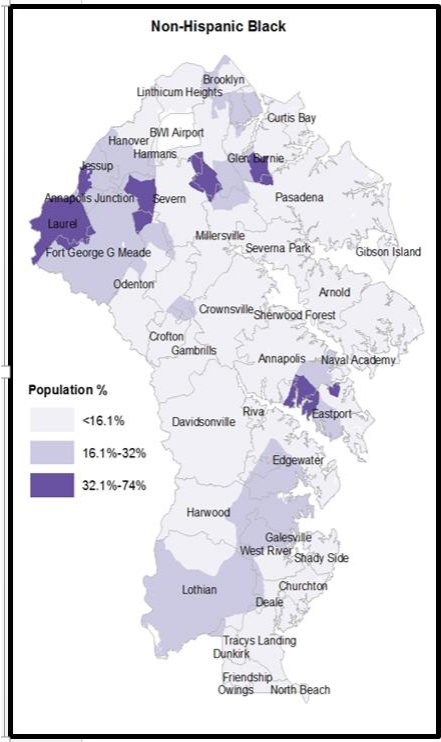 Non-Hispanic Black
Brooklyn
Linthicum Heights
Curtis Bay
BWI Airport
Hanover
Harmans
Glen Burnie
Jessup
Annapolis Junction
Severn
Pasadena
Laurel
Millersville
Severna Park
Fort George G Meade
Gibson Island
Odenton
Arnold
Crownsville
Sherwood Forest
Crofton
Gambrills
Annapolis
Naval Academy
Population %
<16.1%
16.1%-32%
32.1%-74%
Riva
Eastport
Davidsonville
Edgewater
Harwood
Galesville
West River
Shady Side
Lothian
Churchton
Deale
Tracys Landing
Dunkirk
Friendship
Owings
North Beach